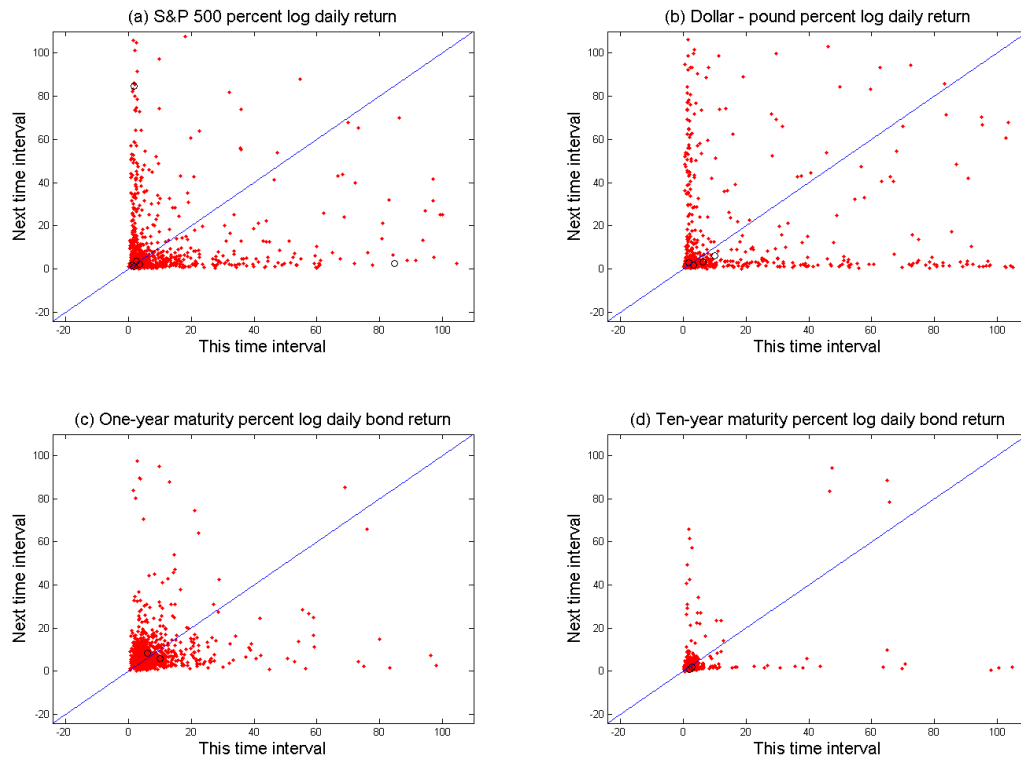 (a) S&P 500 percent log daily return
100
80
60
40
20
0
-20
Next time interval
-20 0 20 40 60 80 100
This time interval
(b) Dollar - pound percent log daily return
100
80
60
40
20
0
-20
Next time interval
-20 0 20 40 60 80 100
This time interval
(c) One-year maturity percent log daily bond return
100
80
60
40
20
0
-20
Next time interval
-20 0 20 40 60 80 100
This time interval
(d) Ten-year maturity percent log daily bond return
100
80
60
40
20
0
-20
Next time interval
-20 0 20 40 60 80 100
This time interval